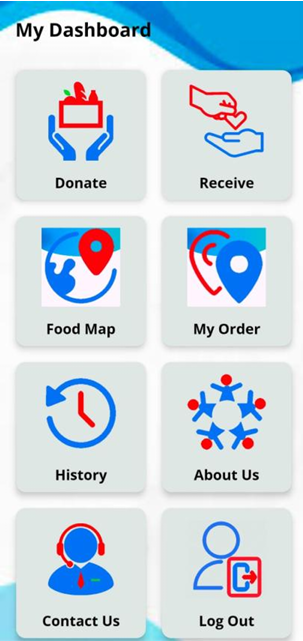 My Dashboard
Donate
Receive
Food Map
My Order
History
About Us
Contact Us
Log Out